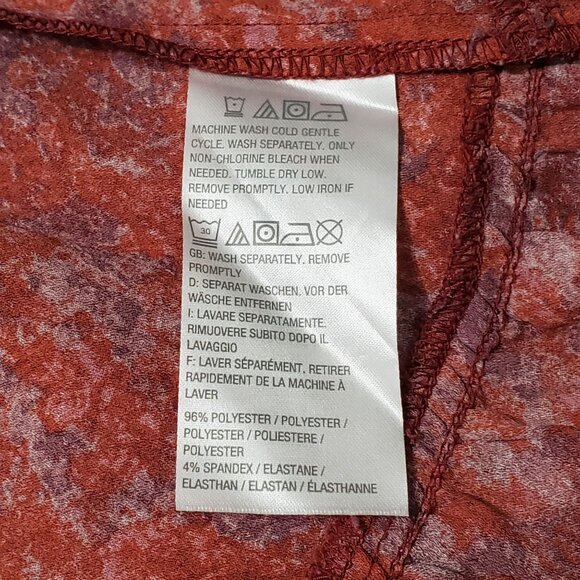 MACHINE WASH COLD GENTLE
CYCLE. WASH SEPARATELY. ONLY
NON-CHLORINE BLEACH WHEN
NEEDED. TUMBLE DRY LOW.
REMOVE PROMPTLY. LOW IRON IF
NEEDED
30
GB: WASH SEPARATELY. REMOVE
PROMPTLY
D: SEPARAT WASCHEN. VOR DER
WÄSCHE ENTFERNEN
I: LAVARE SEPARATAMENTE.
RIMUOVERE SUBITO DOPO IL
LAVAGGIO
F: LAVER SÉPARÉMENT. RETIRER
RAPIDEMENT DE LA MACHINE À
LAVER
96% POLYESTER / POLYESTER /
POLYESTER / POLIESTERE /
POLYESTER
4% SPANDEX / ELASTANE /
ELASTHAN / ELASTAN / ÉLASTHANNE